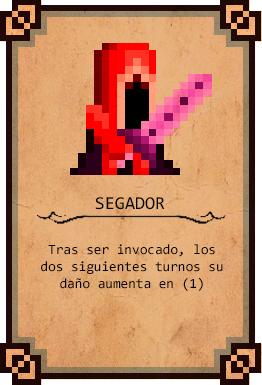 SEGADOR
Tras ser invocado, los
dos siguientes turnos su
daño aumenta en (1)